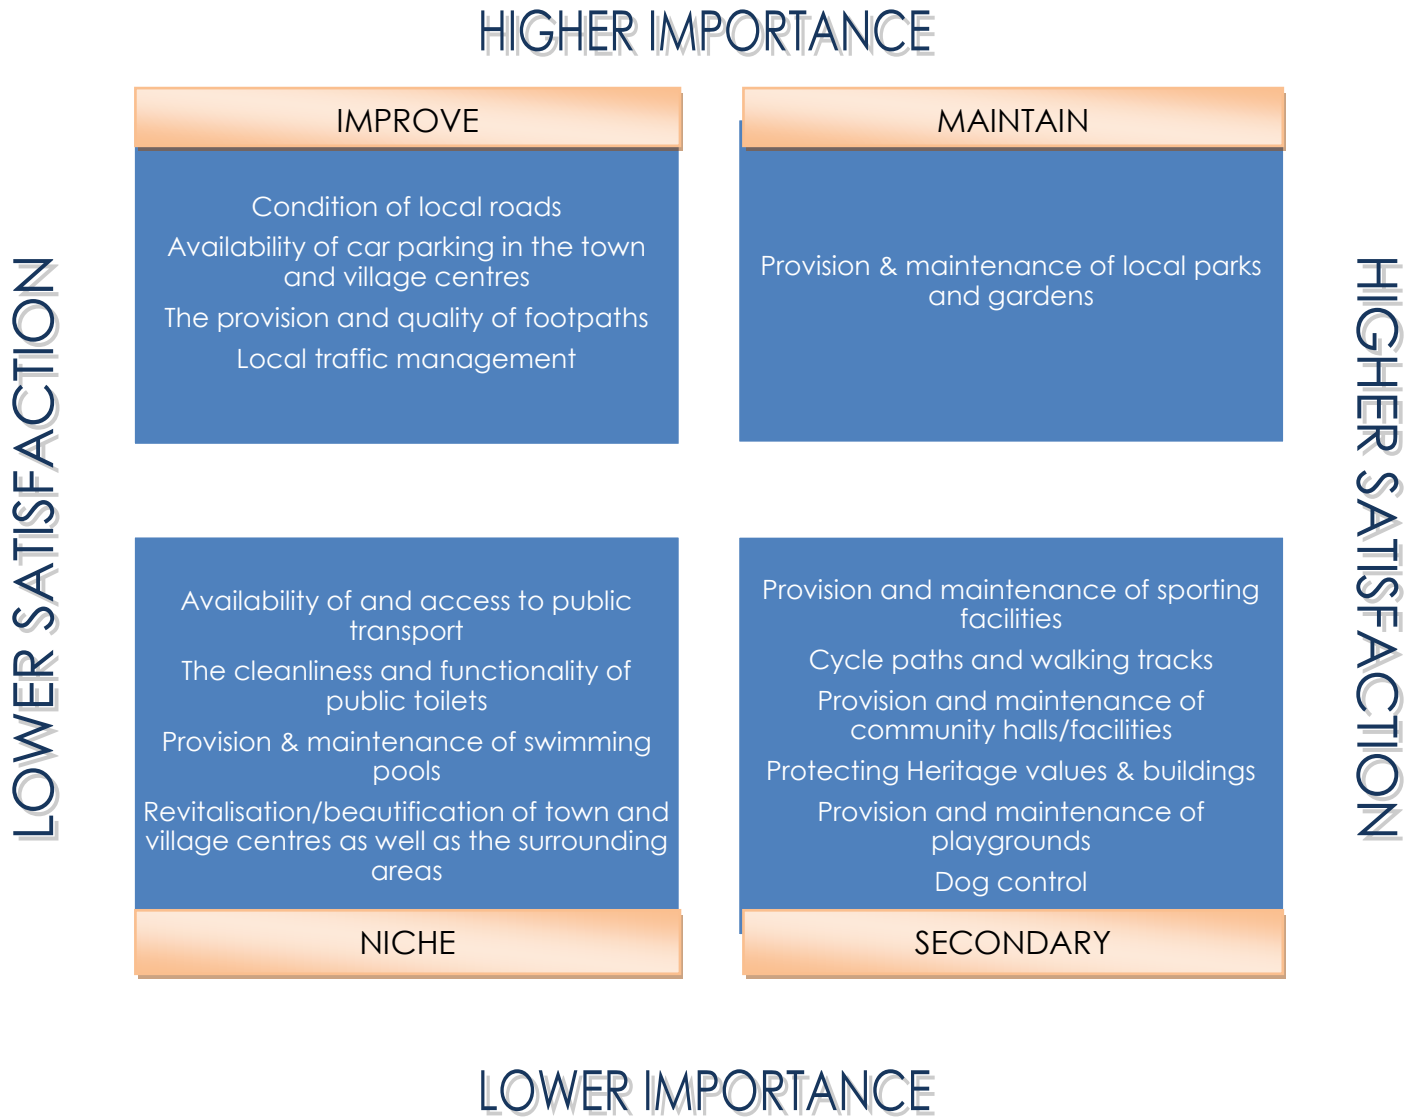 HIGHER IMPORTANCE
IMPROVE
Condition of local roads
Availability of car parking in the town
and village centres
The provision and quality of footpaths
Local traffic management
MAINTAIN
Provision & maintenance of local parks
and gardens
LOWER SATISFACTION
HIGHER SATISFACTION
Availability of and access to public
transport
The cleanliness and functionality of
public toilets
Provision & maintenance of swimming
pools
Revitalisation/beautification of town and
village centres as well as the surrounding
areas
NICHE
Provision and maintenance of sporting
facilities
Cycle paths and walking tracks
Provision and maintenance of
community halls/facilities
Protecting Heritage values & buildings
Provision and maintenance of
playgrounds
Dog control
SECONDARY
LOWER IMPORTANCE